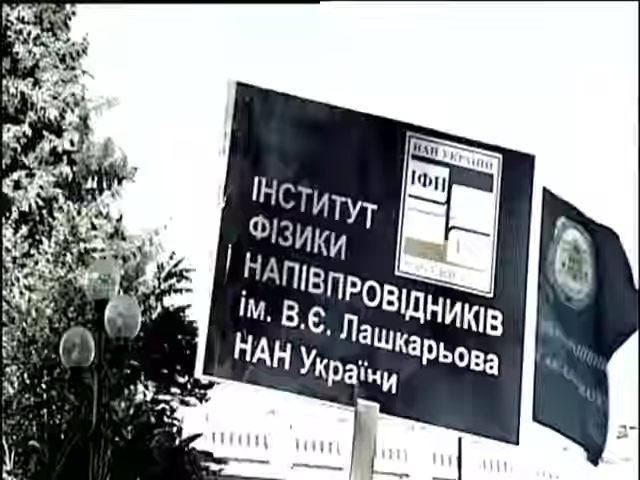 НАН УКРАЇНИ
ІФН
ІНСТИТУТ
ФІЗИКИ
НАПІВПРОВІДНИКІВ
ім. В.Є. Лашкарьова
НАН України